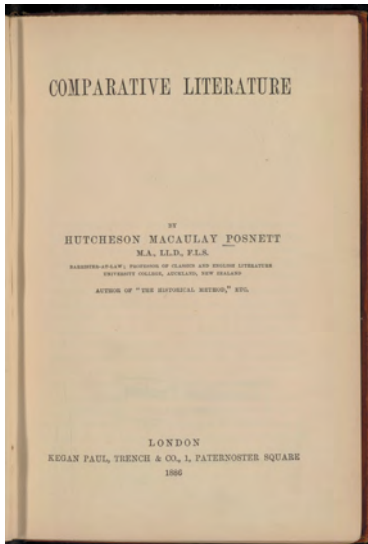 COMPARATIVE LITERATURE
BY
HUTCHESON MACAULAY POSNETT
M.A., LL.D., F.L.S.
BARRISTER-AT-LAW; PROFESSOR OF CLASSICS AND ENGLISH LITERATURE
UNIVERSITY COLLEGE, AUCKLAND, NEW ZEALAND
AUTHOR OF "THE HISTORICAL METHOD," ETC.
LONDON
KEGAN PAUL, TRENCH & CO., 1, PATERNOSTER SQUARE
1886